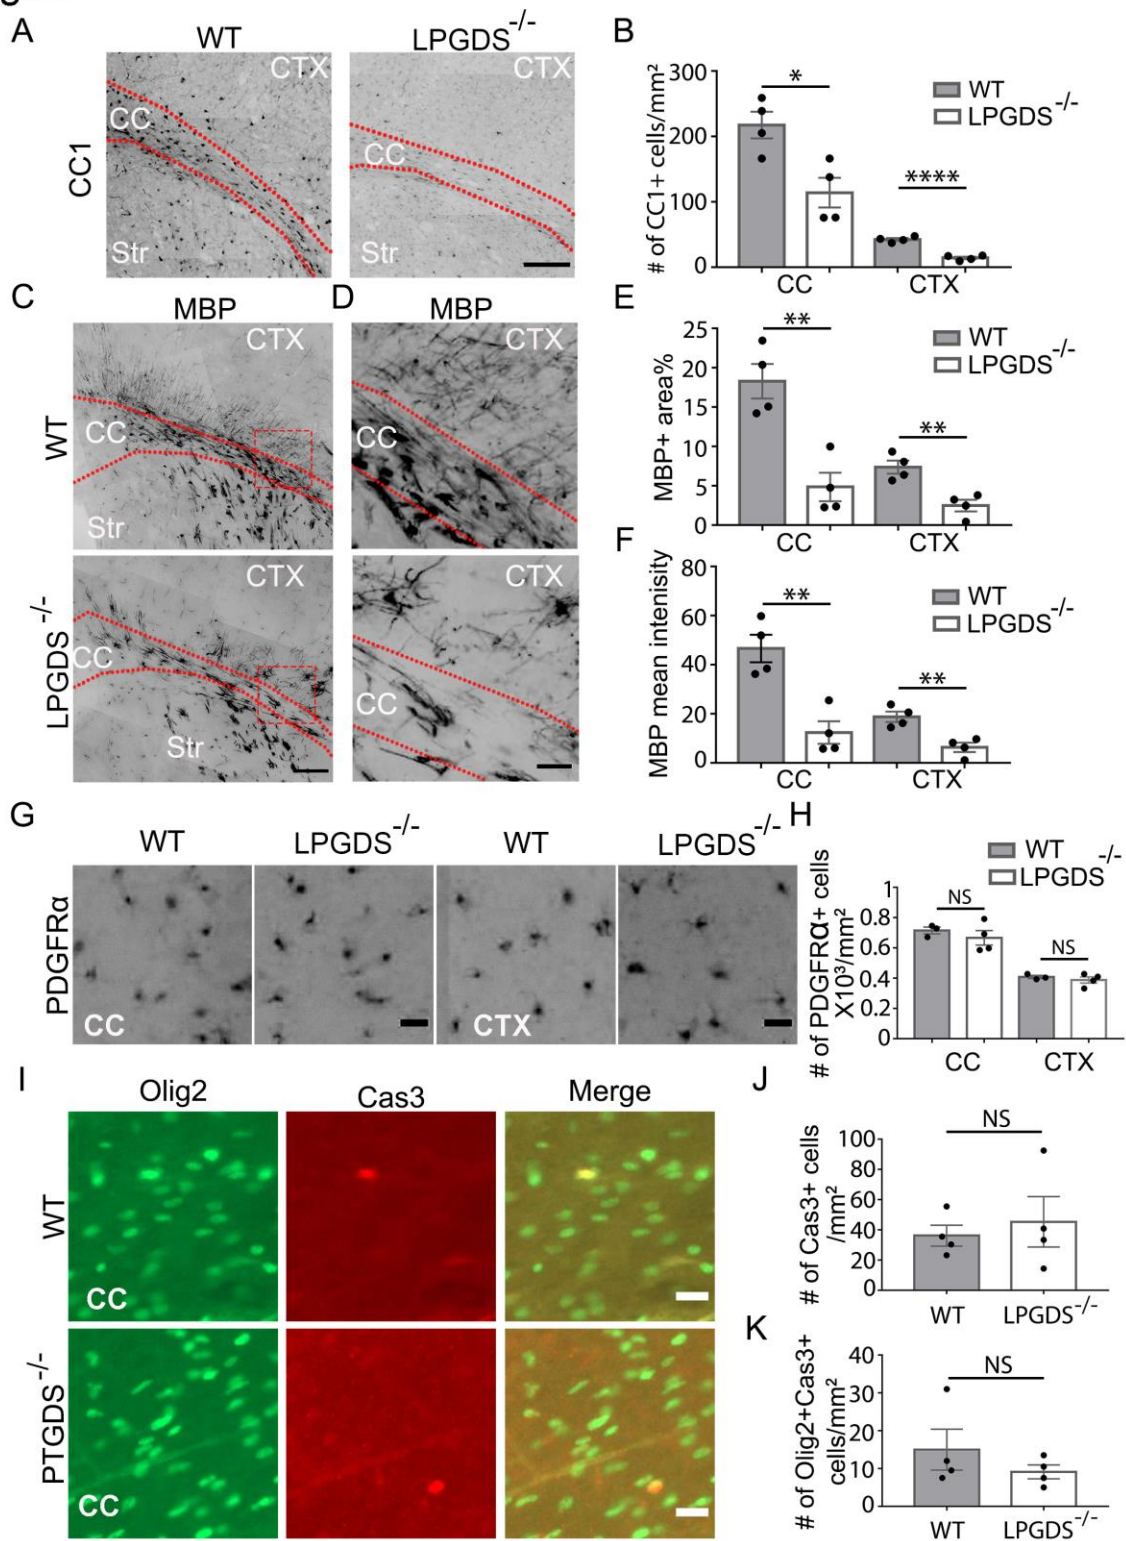 A
WT
LPGDS-/-
CTX
CTX
CC
CC
CC1
Str
Str
B
# of CC1+ cells/mm²
300
200
100
0
*
****
WT
LPGDS-/-
CC
CTX
C
D
MBP
MBP
CTX
CTX
WT
CC
CC
Str
CTX
CTX
LPGDS-/-
CC
CC
Str
E
MBP+ area%
25
20
15
10
5
0
**
**
WT
LPGDS-/-
CC
CTX
F
MBP mean intenisity
80
60
40
20
0
**
**
WT
LPGDS-/-
CC
CTX
G
WT
LPGDS-/-
WT
LPGDS-/-
PDGFRα
CC
CTX
H
WT
LPGDS-/-
# of PDGFRα+ cells
X10³/mm²
1
0.8
0.6
0.4
0.2
0
NS
NS
CC
CTX
I
Olig2
Cas3
Merge
WT
CC
PTGDS-/-
CC
J
# of Cas3+ cells
/mm²
100
80
60
40
20
0
NS
WT
LPGDS-/-
K
# of Olig2+Cas3+
cells/mm²
40
30
20
10
0
NS
WT
LPGDS-/-